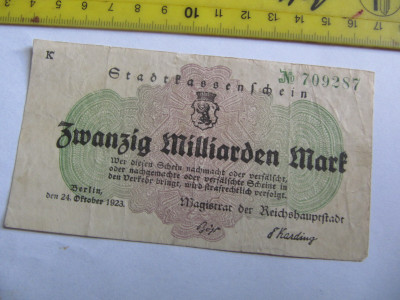 K
№ 709287
Stadtkassenschein
Zwanzig Milliarden Mark
Wer diesen Schein nachmacht oder verfälscht,
oder nachgemachte oder verfälschte Scheine in
den Verkehr bringt, wird strafrechtlich verfolgt.
Berlin,
den 24. Oktober 1923.
Magistrat der Reichshauptstadt